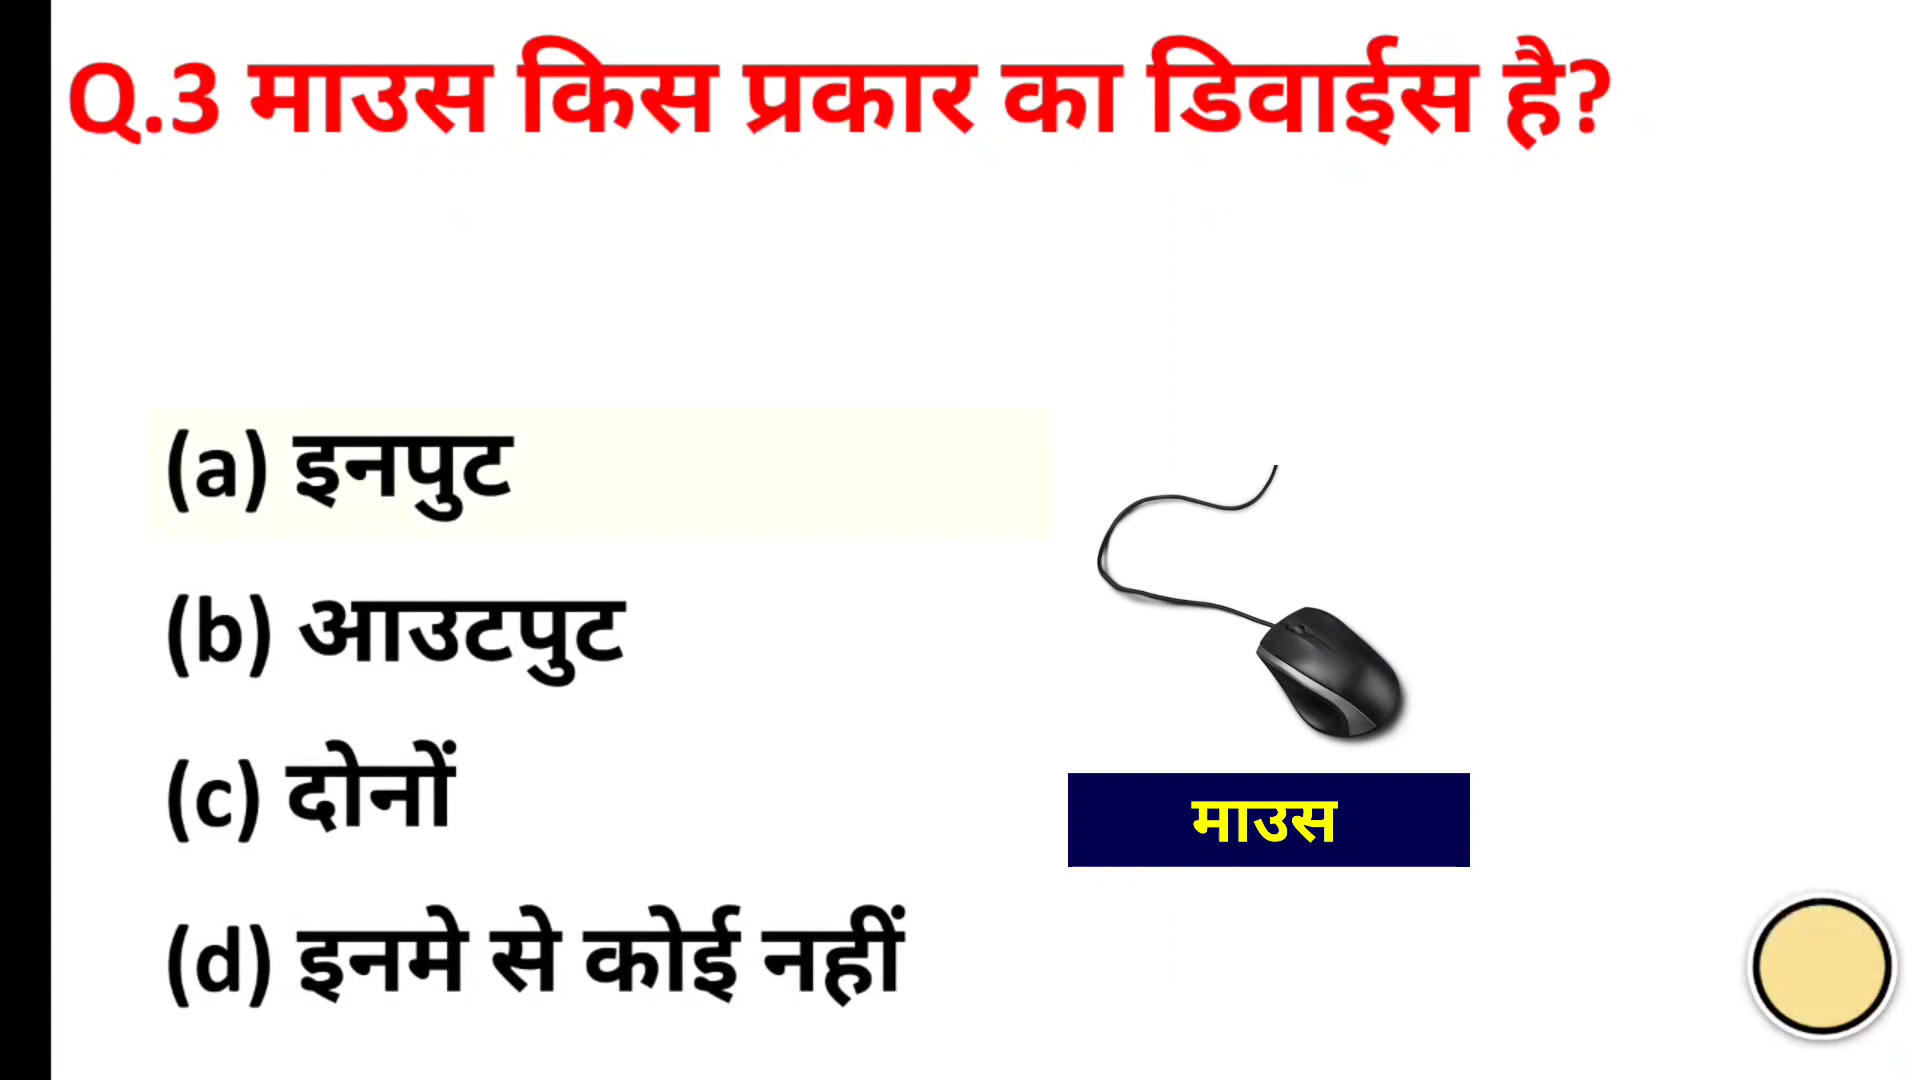 Q.3 माउस किस प्रकार का डिवाईस है?
(a) इनपुट
(b) आउटपुट
(c) दोनों
(d) इनमे से कोई नहीं
माउस